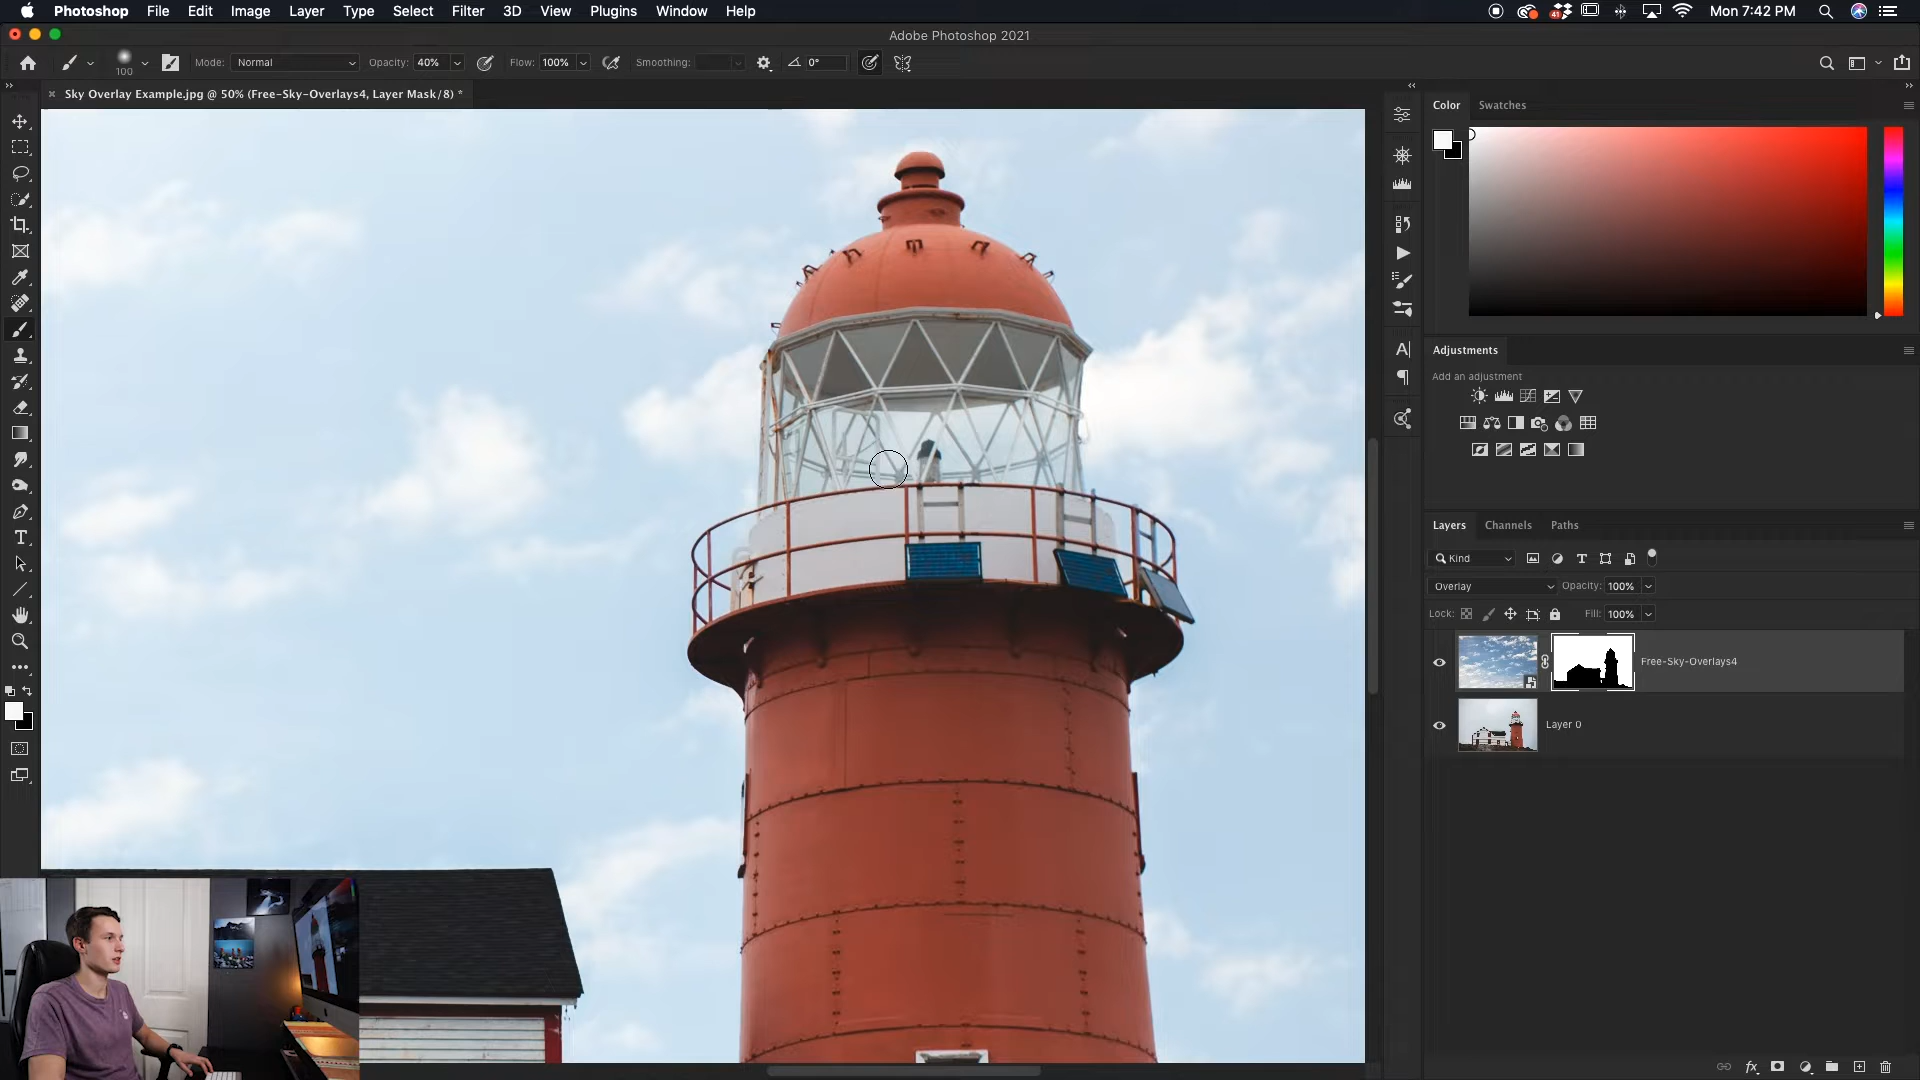 Photoshop File Edit Image Layer Type Select Filter 3D View Plugins Window Help
41
Mon 7:42 PM
Adobe Photoshop 2021
100
Mode: Normal
Opacity: 40%
Flow: 100%
Smoothing:
0°
Sky Overlay Example.jpg @ 50% (Free-Sky-Overlays4, Layer Mask/8) *
Color Swatches
Adjustments
Add an adjustment
Layers Channels Paths
Kind
Overlay
Opacity: 100%
Lock:
Fill: 100%
Free-Sky-Overlays4
Layer 0